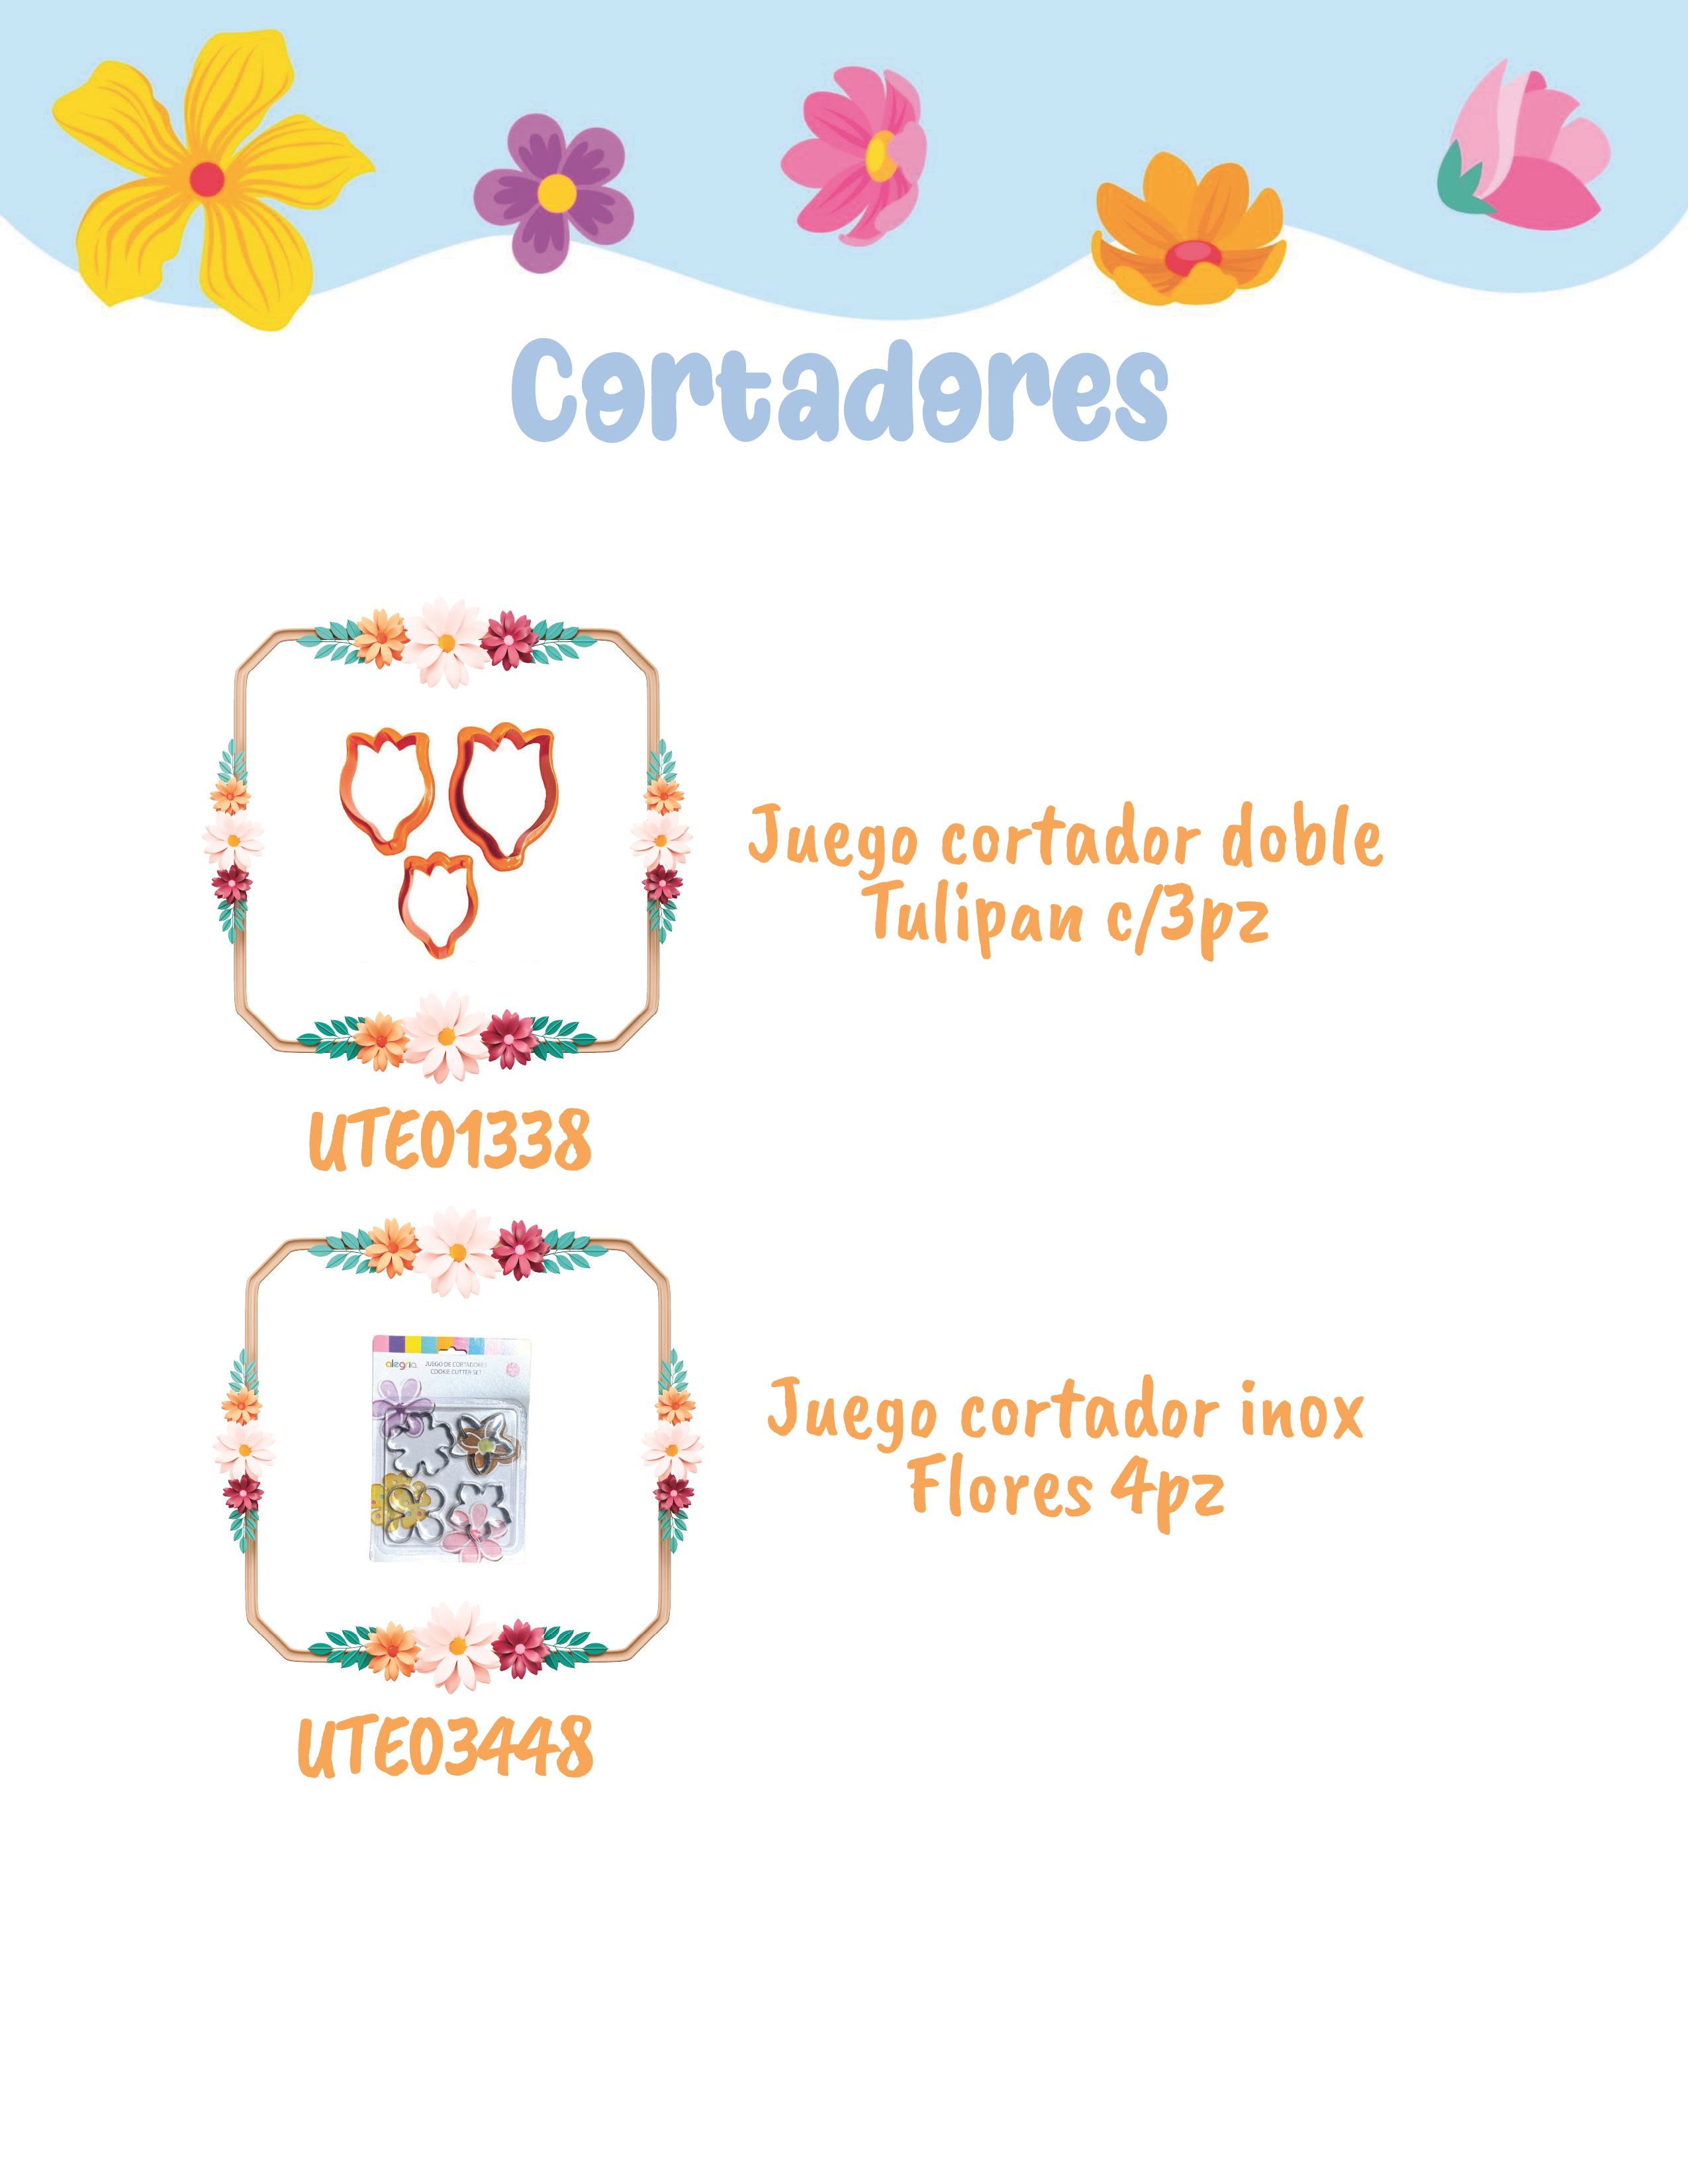 Cortadores
Juego cortador doble
Tulipan c/3pz
UTE01338
alegria
JUEGO DE CORTADORES
COOKIE CUTTER SET
Juego cortador inox
Flores 4pz
UTE03448